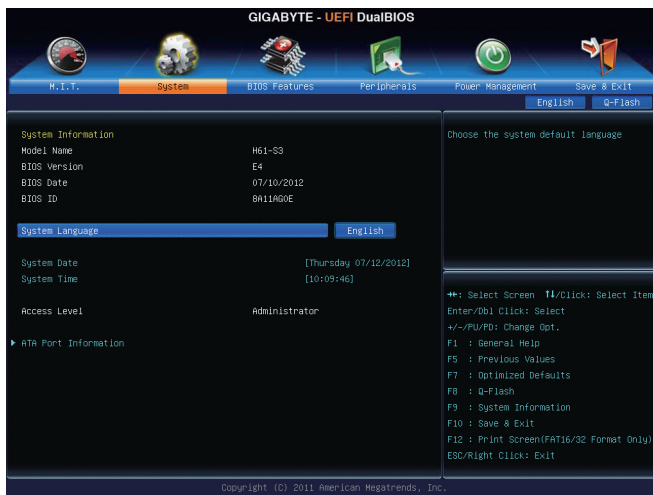 GIGABYTE - UEFI DualBIOS
M.I.T. System BIOS Features Peripherals Power Management Save & Exit
English Q-Flash
System Information
Model Name H61-S3
BIOS Version E4
BIOS Date 07/10/2012
BIOS ID 8A11AG0E
System Language English
System Date [Thursday 07/12/2012]
System Time [10:09:46]
Access Level Administrator
ATA Port Information
Choose the system default language
→←: Select Screen ↑↓/Click: Select Item
Enter/Dbl Click: Select
+/-/PU/PD: Change Opt.
F1 : General Help
F5 : Previous Values
F7 : Optimized Defaults
F8 : Q-Flash
F9 : System Information
F10 : Save & Exit
F12 : Print Screen(FAT16/32 Format Only)
ESC/Right Click: Exit
Copyright (C) 2011 American Megatrends, Inc.